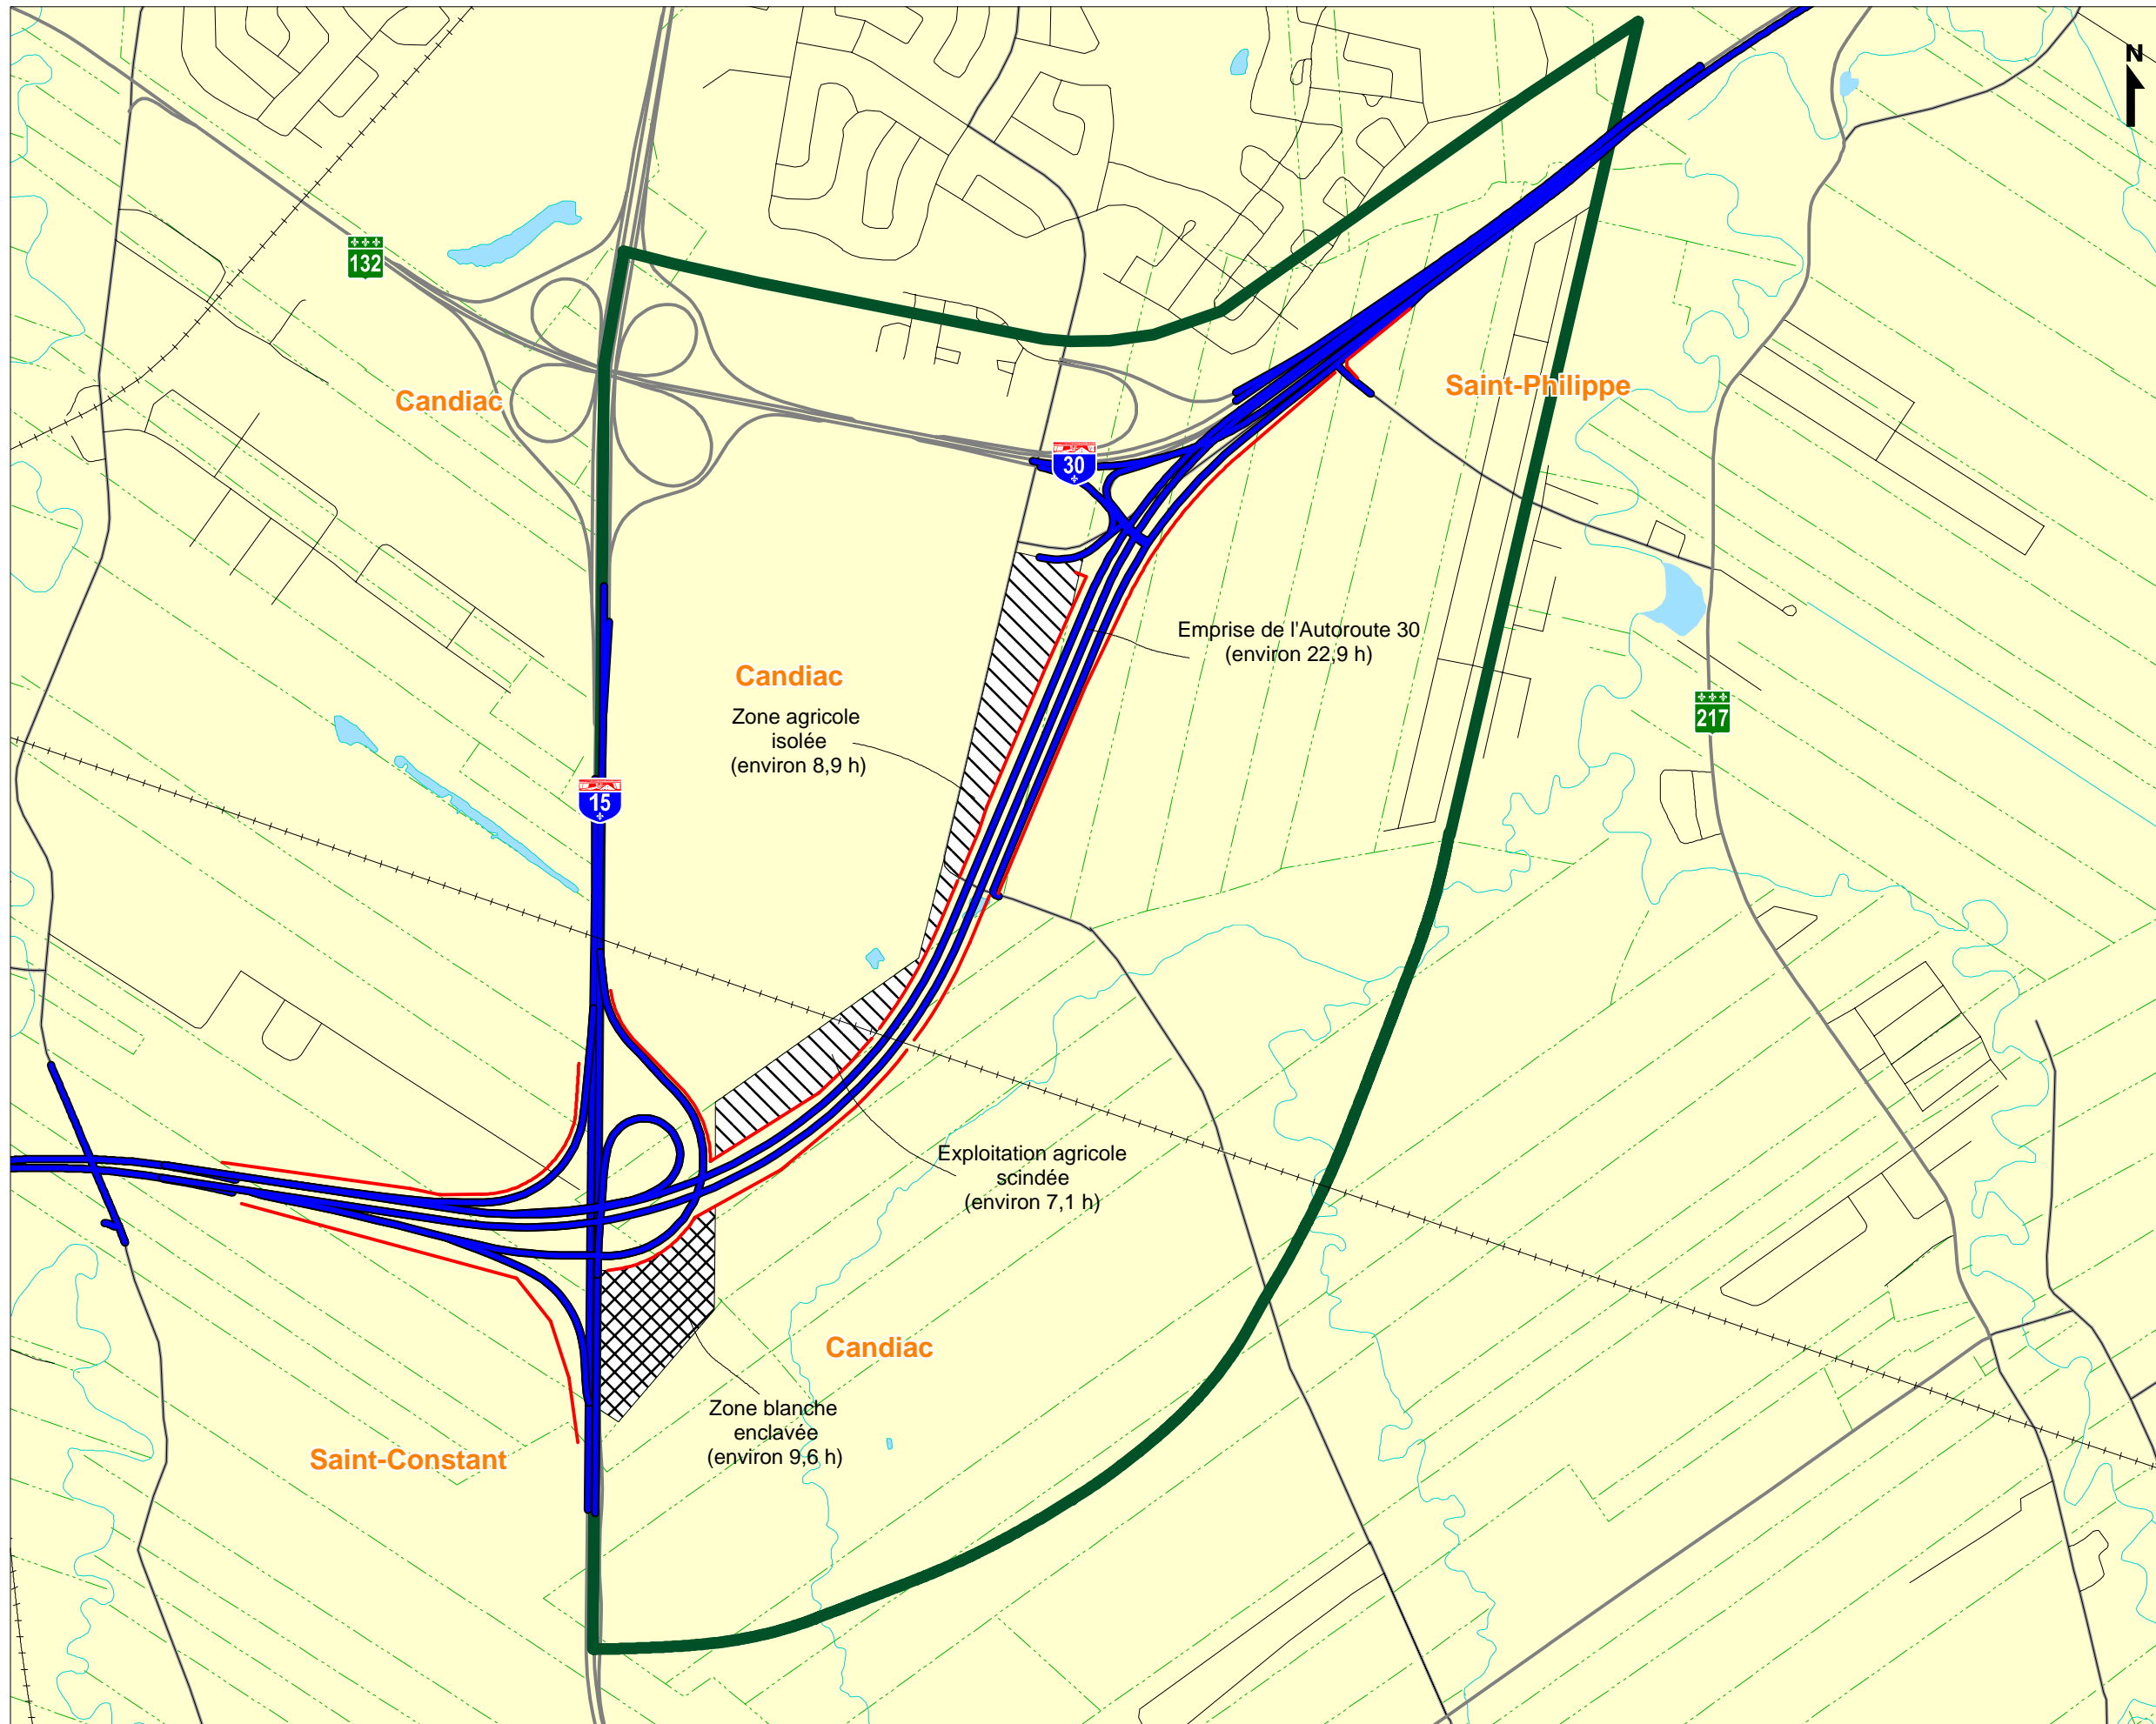 N
132
Candiac
Saint-Philippe
30
Emprise de l'Autoroute 30
(environ 22,9 h)
Candiac
Zone agricole
isolée
(environ 8,9 h)
217
15
Exploitation agricole
scindée
(environ 7,1 h)
Candiac
Zone blanche
enclavée
(environ 9,6 h)
Saint-Constant